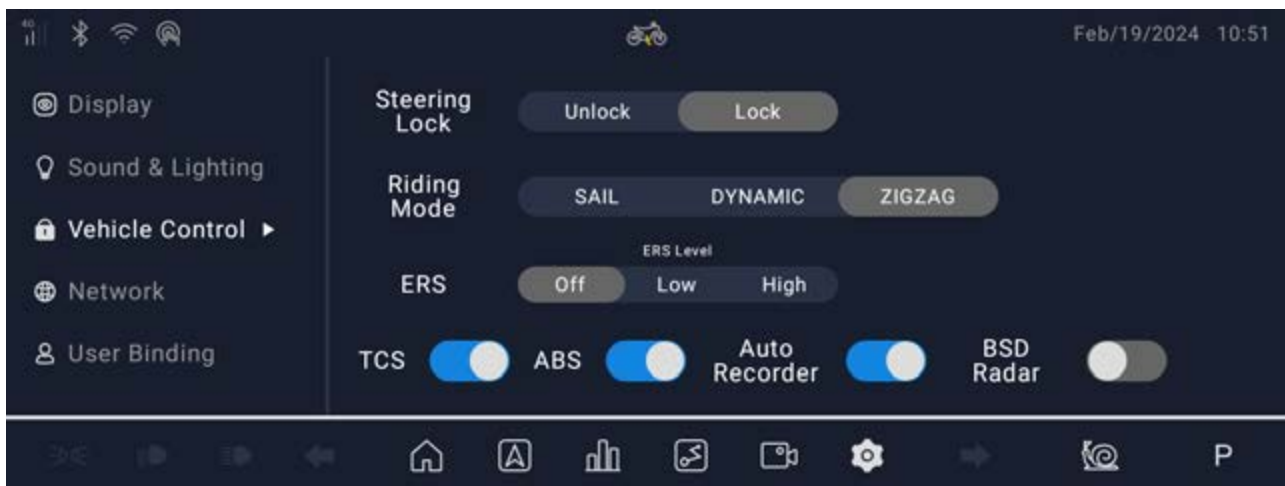 4G
Feb/19/2024 10:51
Display
Sound & Lighting
Vehicle Control
Network
User Binding
Steering
Lock
Unlock
Lock
Riding
Mode
SAIL
DYNAMIC
ZIGZAG
ERS Level
ERS
Off
Low
High
TCS
ABS
Auto
Recorder
BSD
Radar
P